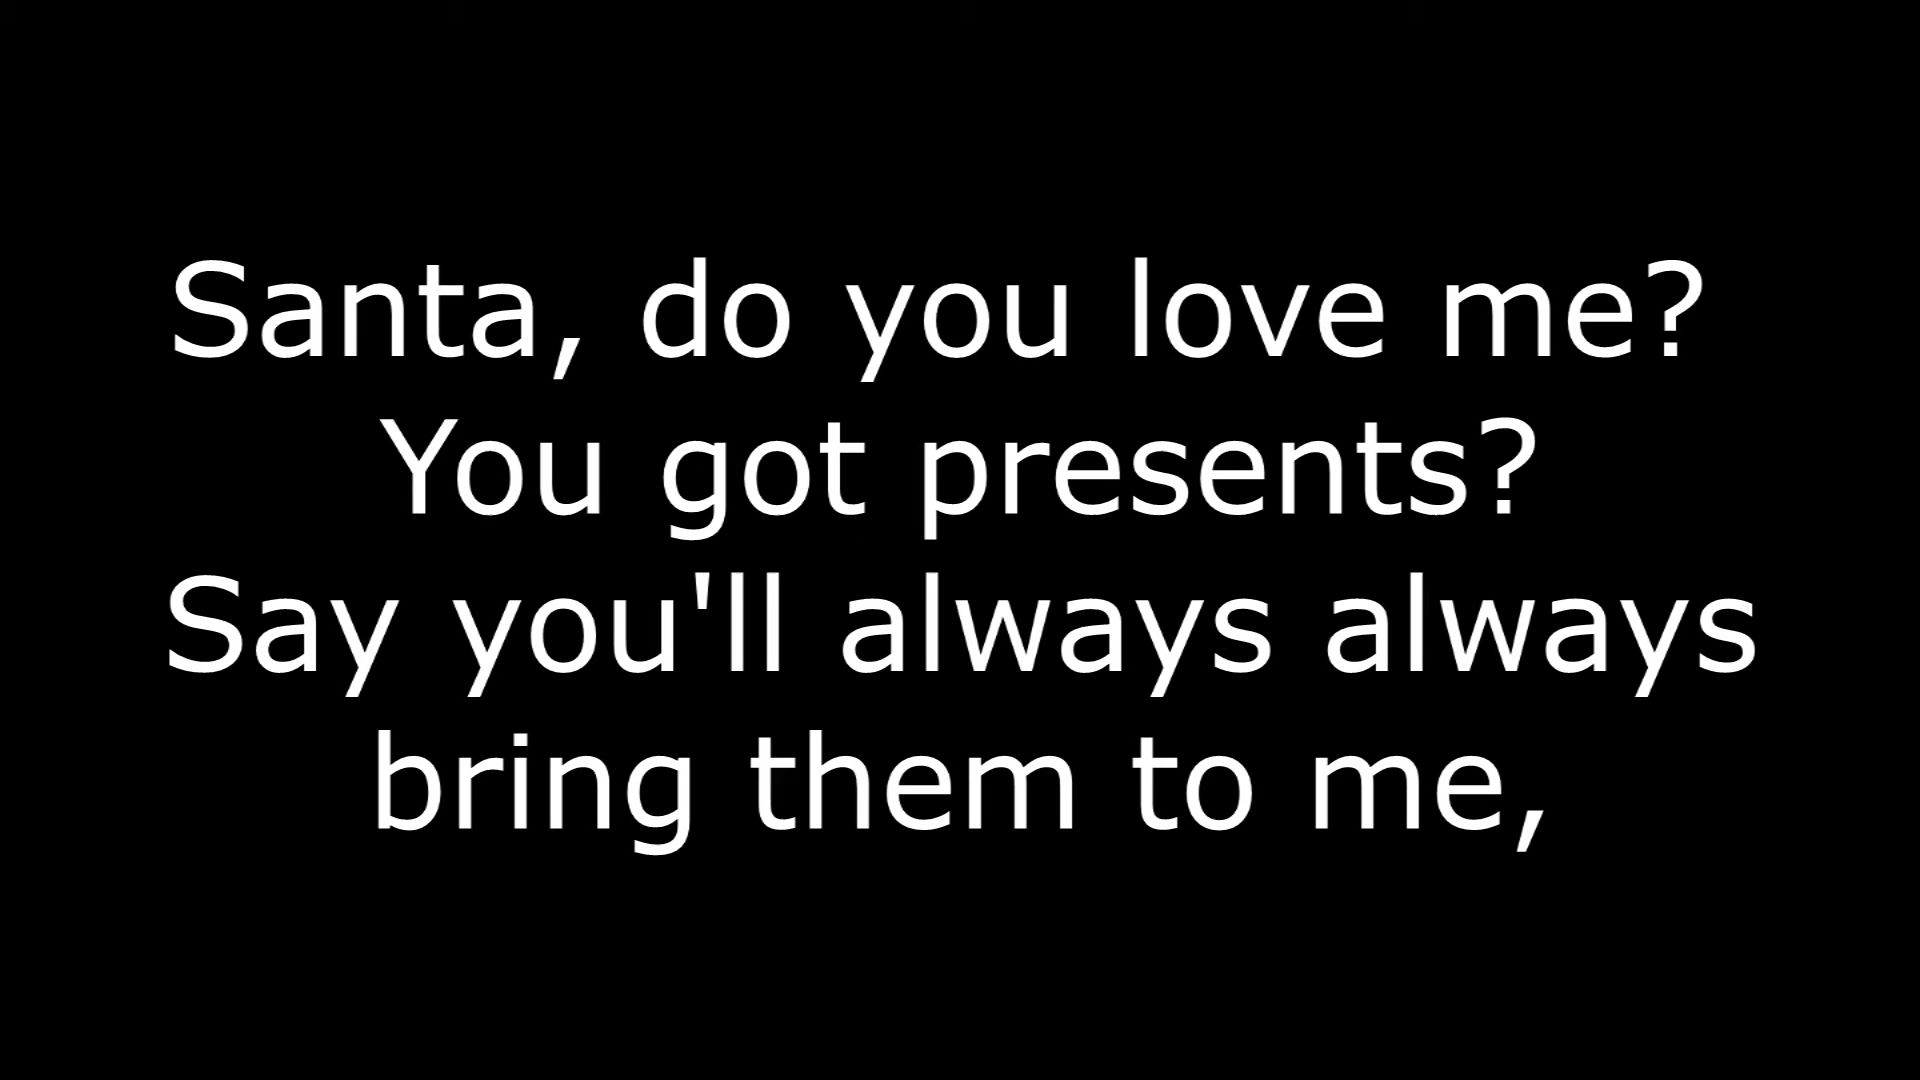 Santa, do you love me?
You got presents?
Say you'll always always
bring them to me,